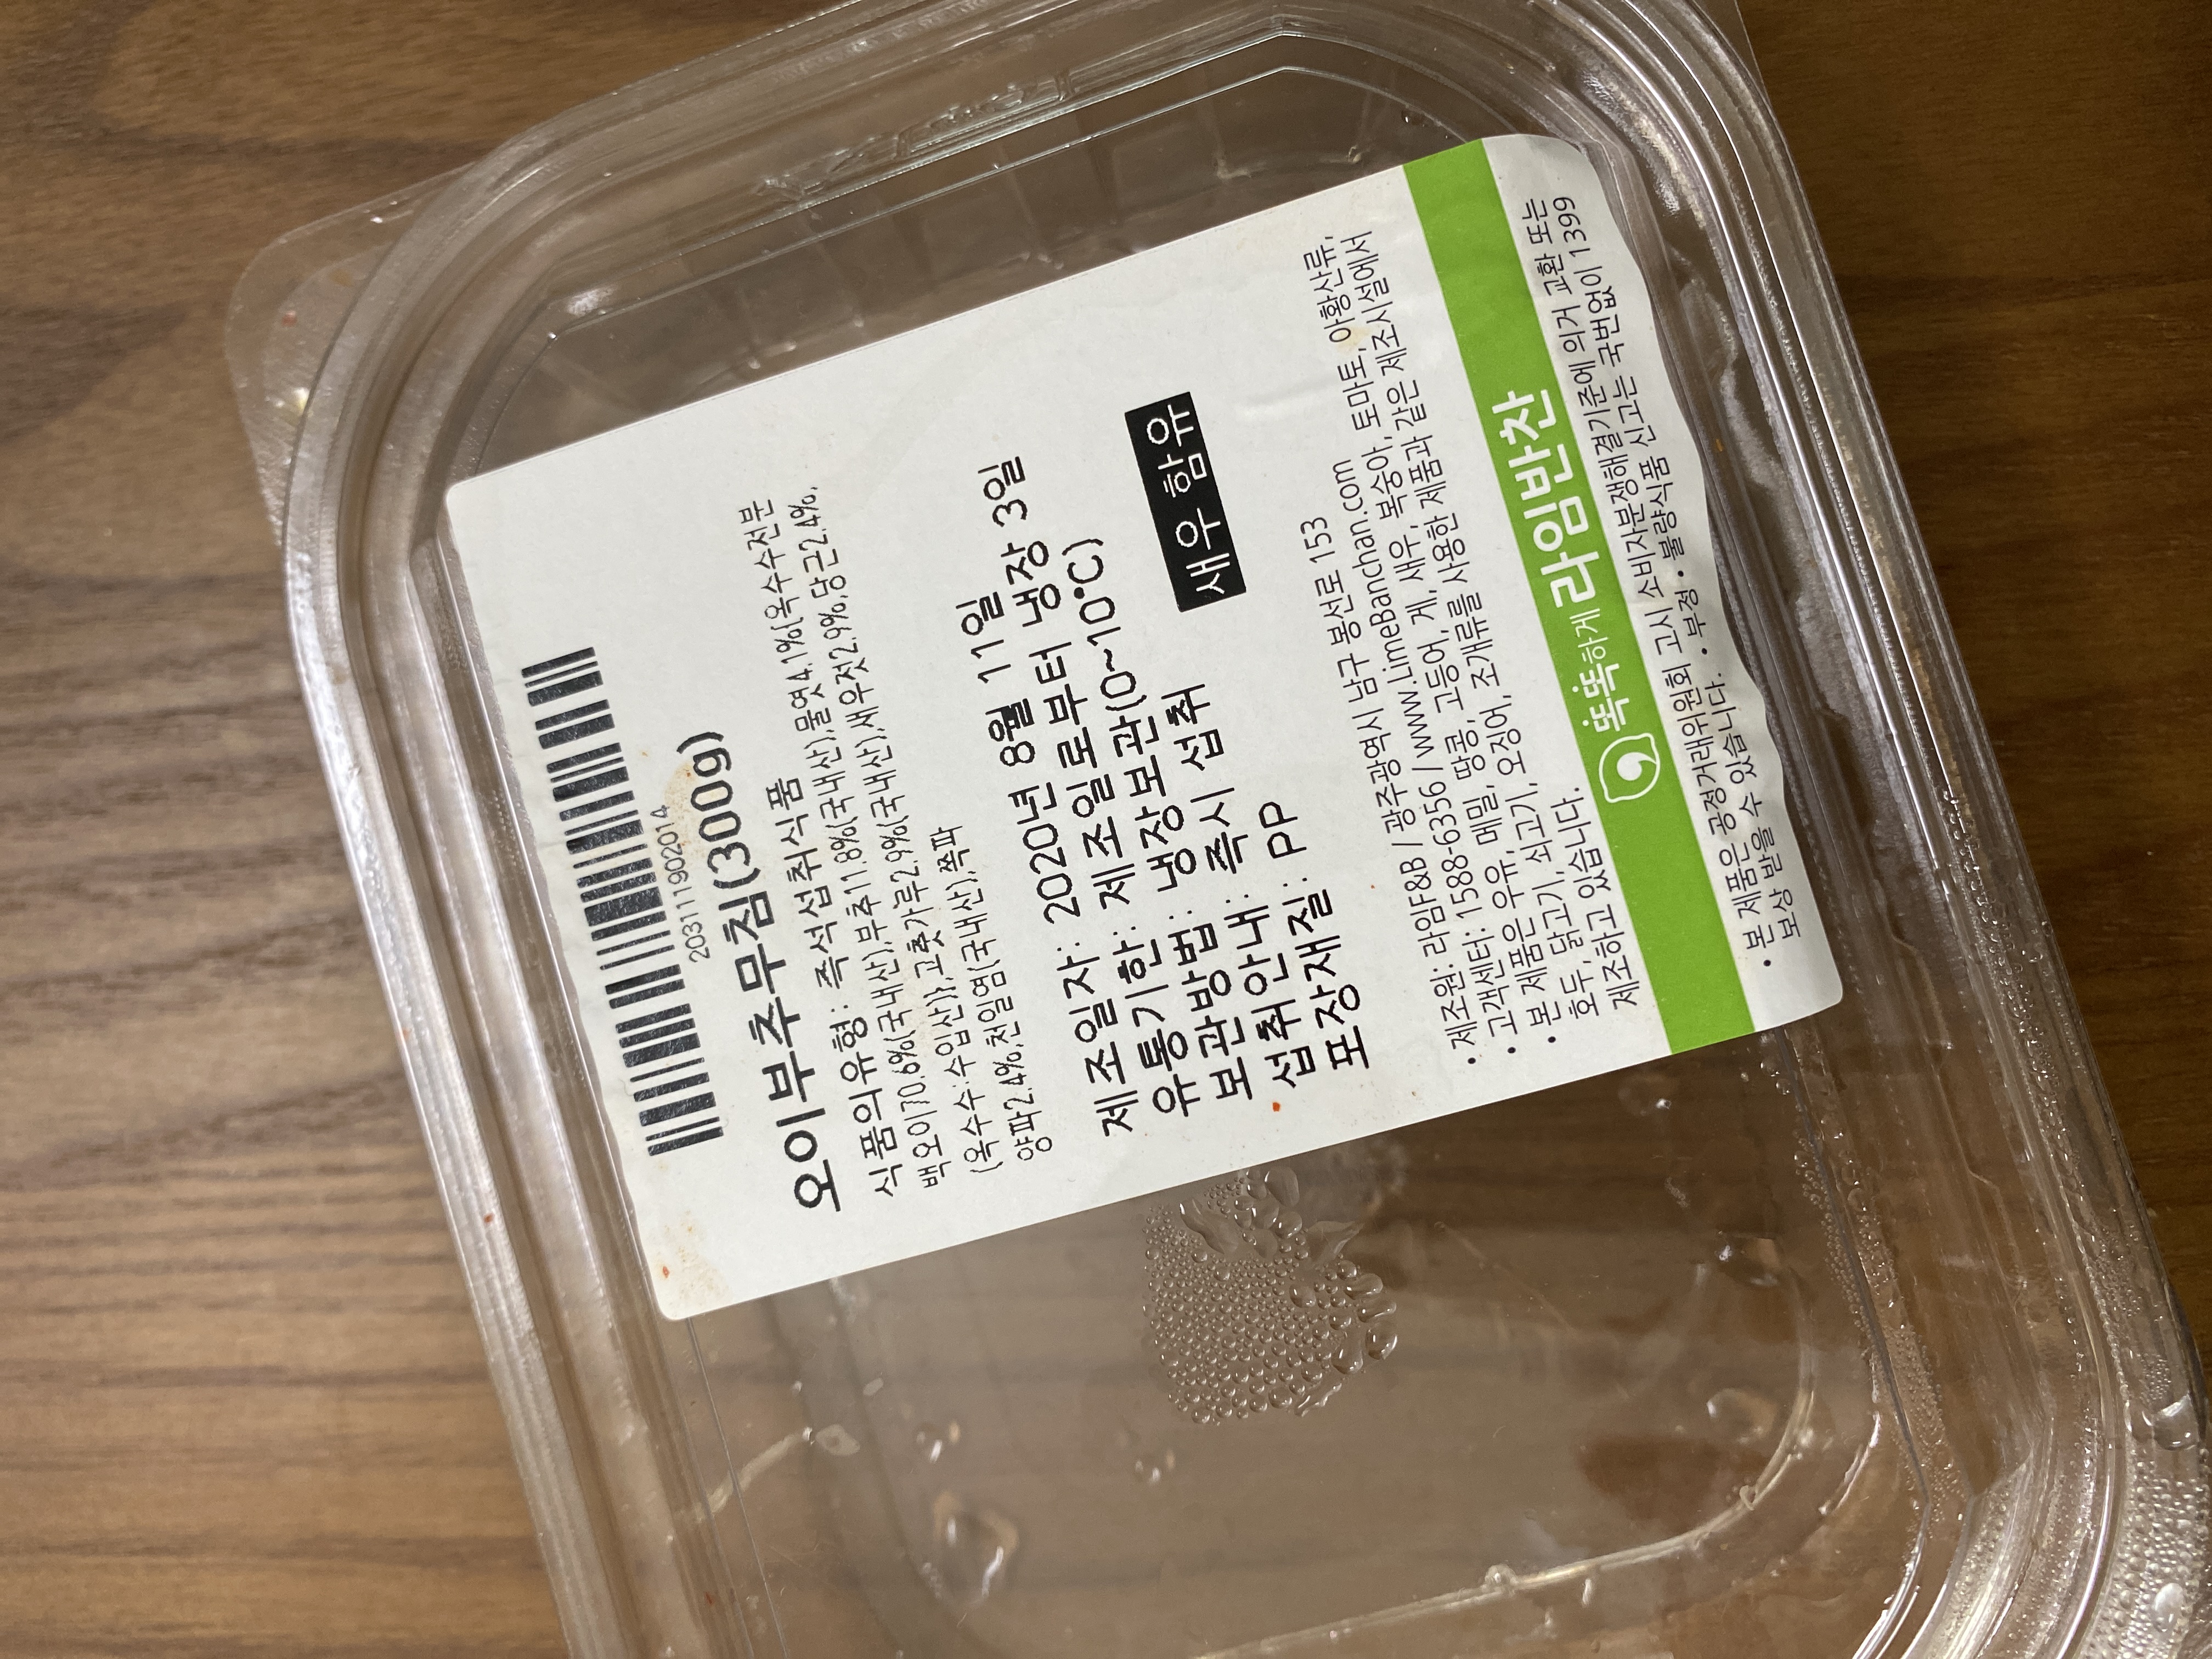 2031111902014
오이부추무침(300g)
식품의유형: 즉석섭취식품
백오이70.6%(국내산),부추11.8%(국내산),물엿4.1%[옥수수전분
(옥수수:수입산)],고춧가루2.9%(국내산),새우젓2.9%,당근2.4%,
양파2.4%,천일염(국내산),쪽파
제조일자: 2020년 8월 11일
유통기한: 제조일로부터 냉장 3일
보관방법: 냉장보관(0~10°C)
섭취안내: 즉시 섭취
포장재질: PP
새우 함유
• 제조원: 라임F&B / 광주광역시 남구 봉선로 153
• 고객센터: 1588-6356 / www.LimeBanchan.com
• 본 제품은 우유, 메밀, 땅콩, 고등어, 게, 새우, 복숭아, 토마토, 아황산류,
호두, 닭고기, 쇠고기, 오징어, 조개류를 사용한 제품과 같은 제조시설에서
제조하고 있습니다.
똑똑하게 라임반찬
• 본 제품은 공정거래위원회 고시 소비자분쟁해결기준에 의거 교환 또는
보상 받을 수 있습니다. • 부정 • 불량식품 신고는 국번없이 1399